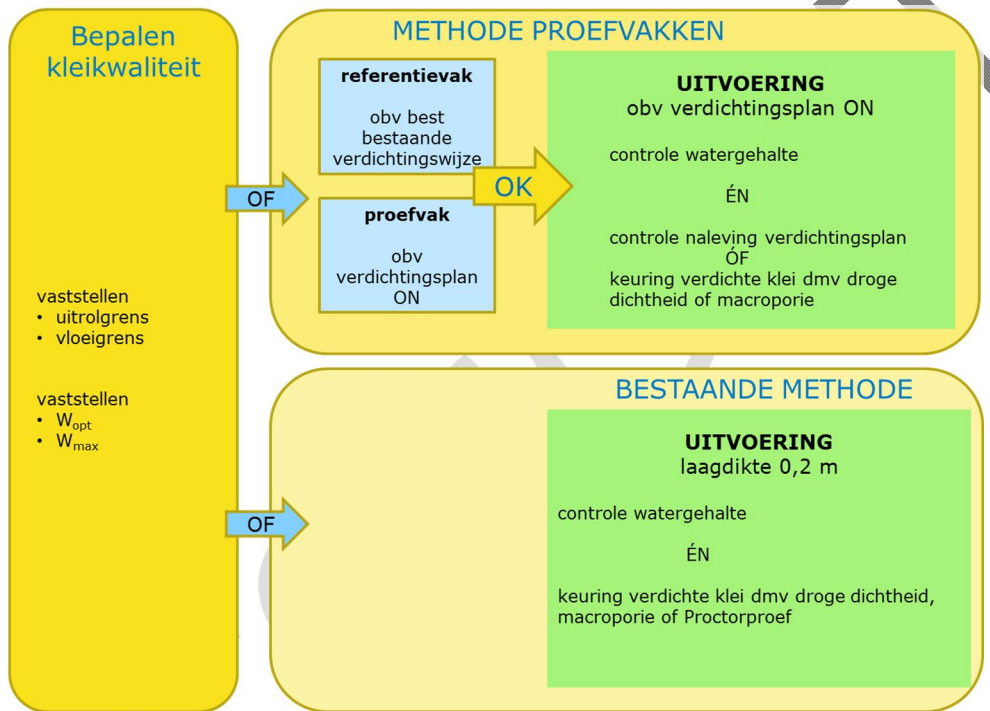 Bepalen
kleikwaliteit
vaststellen
• uitrolgrens
• vloeigrens
vaststellen
• Wopt
• Wmax
OF
METHODE PROEFVAKKEN
referentievak
obv best
bestaande
verdichtingswijze
proefvak
obv
verdichtingsplan
ON
OK
UITVOERING
obv verdichtingsplan ON
controle watergehalte
ÉN
controle naleving verdichtingsplan
ÓF
keuring verdichte klei dmv droge
dichtheid of macroporie
OF
BESTAANDE METHODE
UITVOERING
laagdikte 0,2 m
controle watergehalte
ÉN
keuring verdichte klei dmv droge dichtheid,
macroporie of Proctorproef